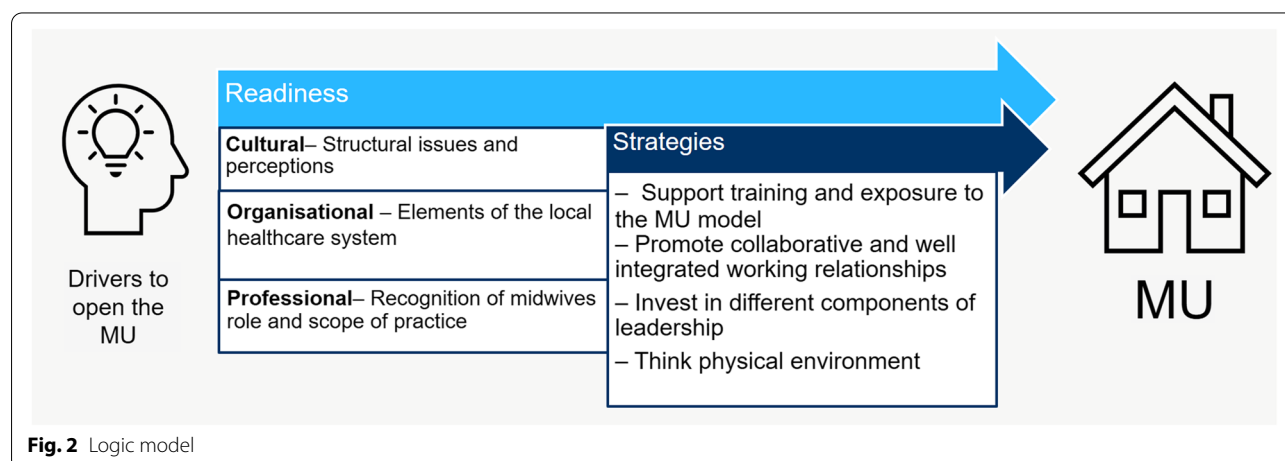 Drivers to
open the
MU
Readiness
Cultural– Structural issues and
perceptions
Organisational – Elements of the local
healthcare system
Professional– Recognition of midwives
role and scope of practice
Strategies
– Support training and exposure to
the MU model
– Promote collaborative and well
integrated working relationships
– Invest in different components of
leadership
– Think physical environment
MU
Fig. 2 Logic model